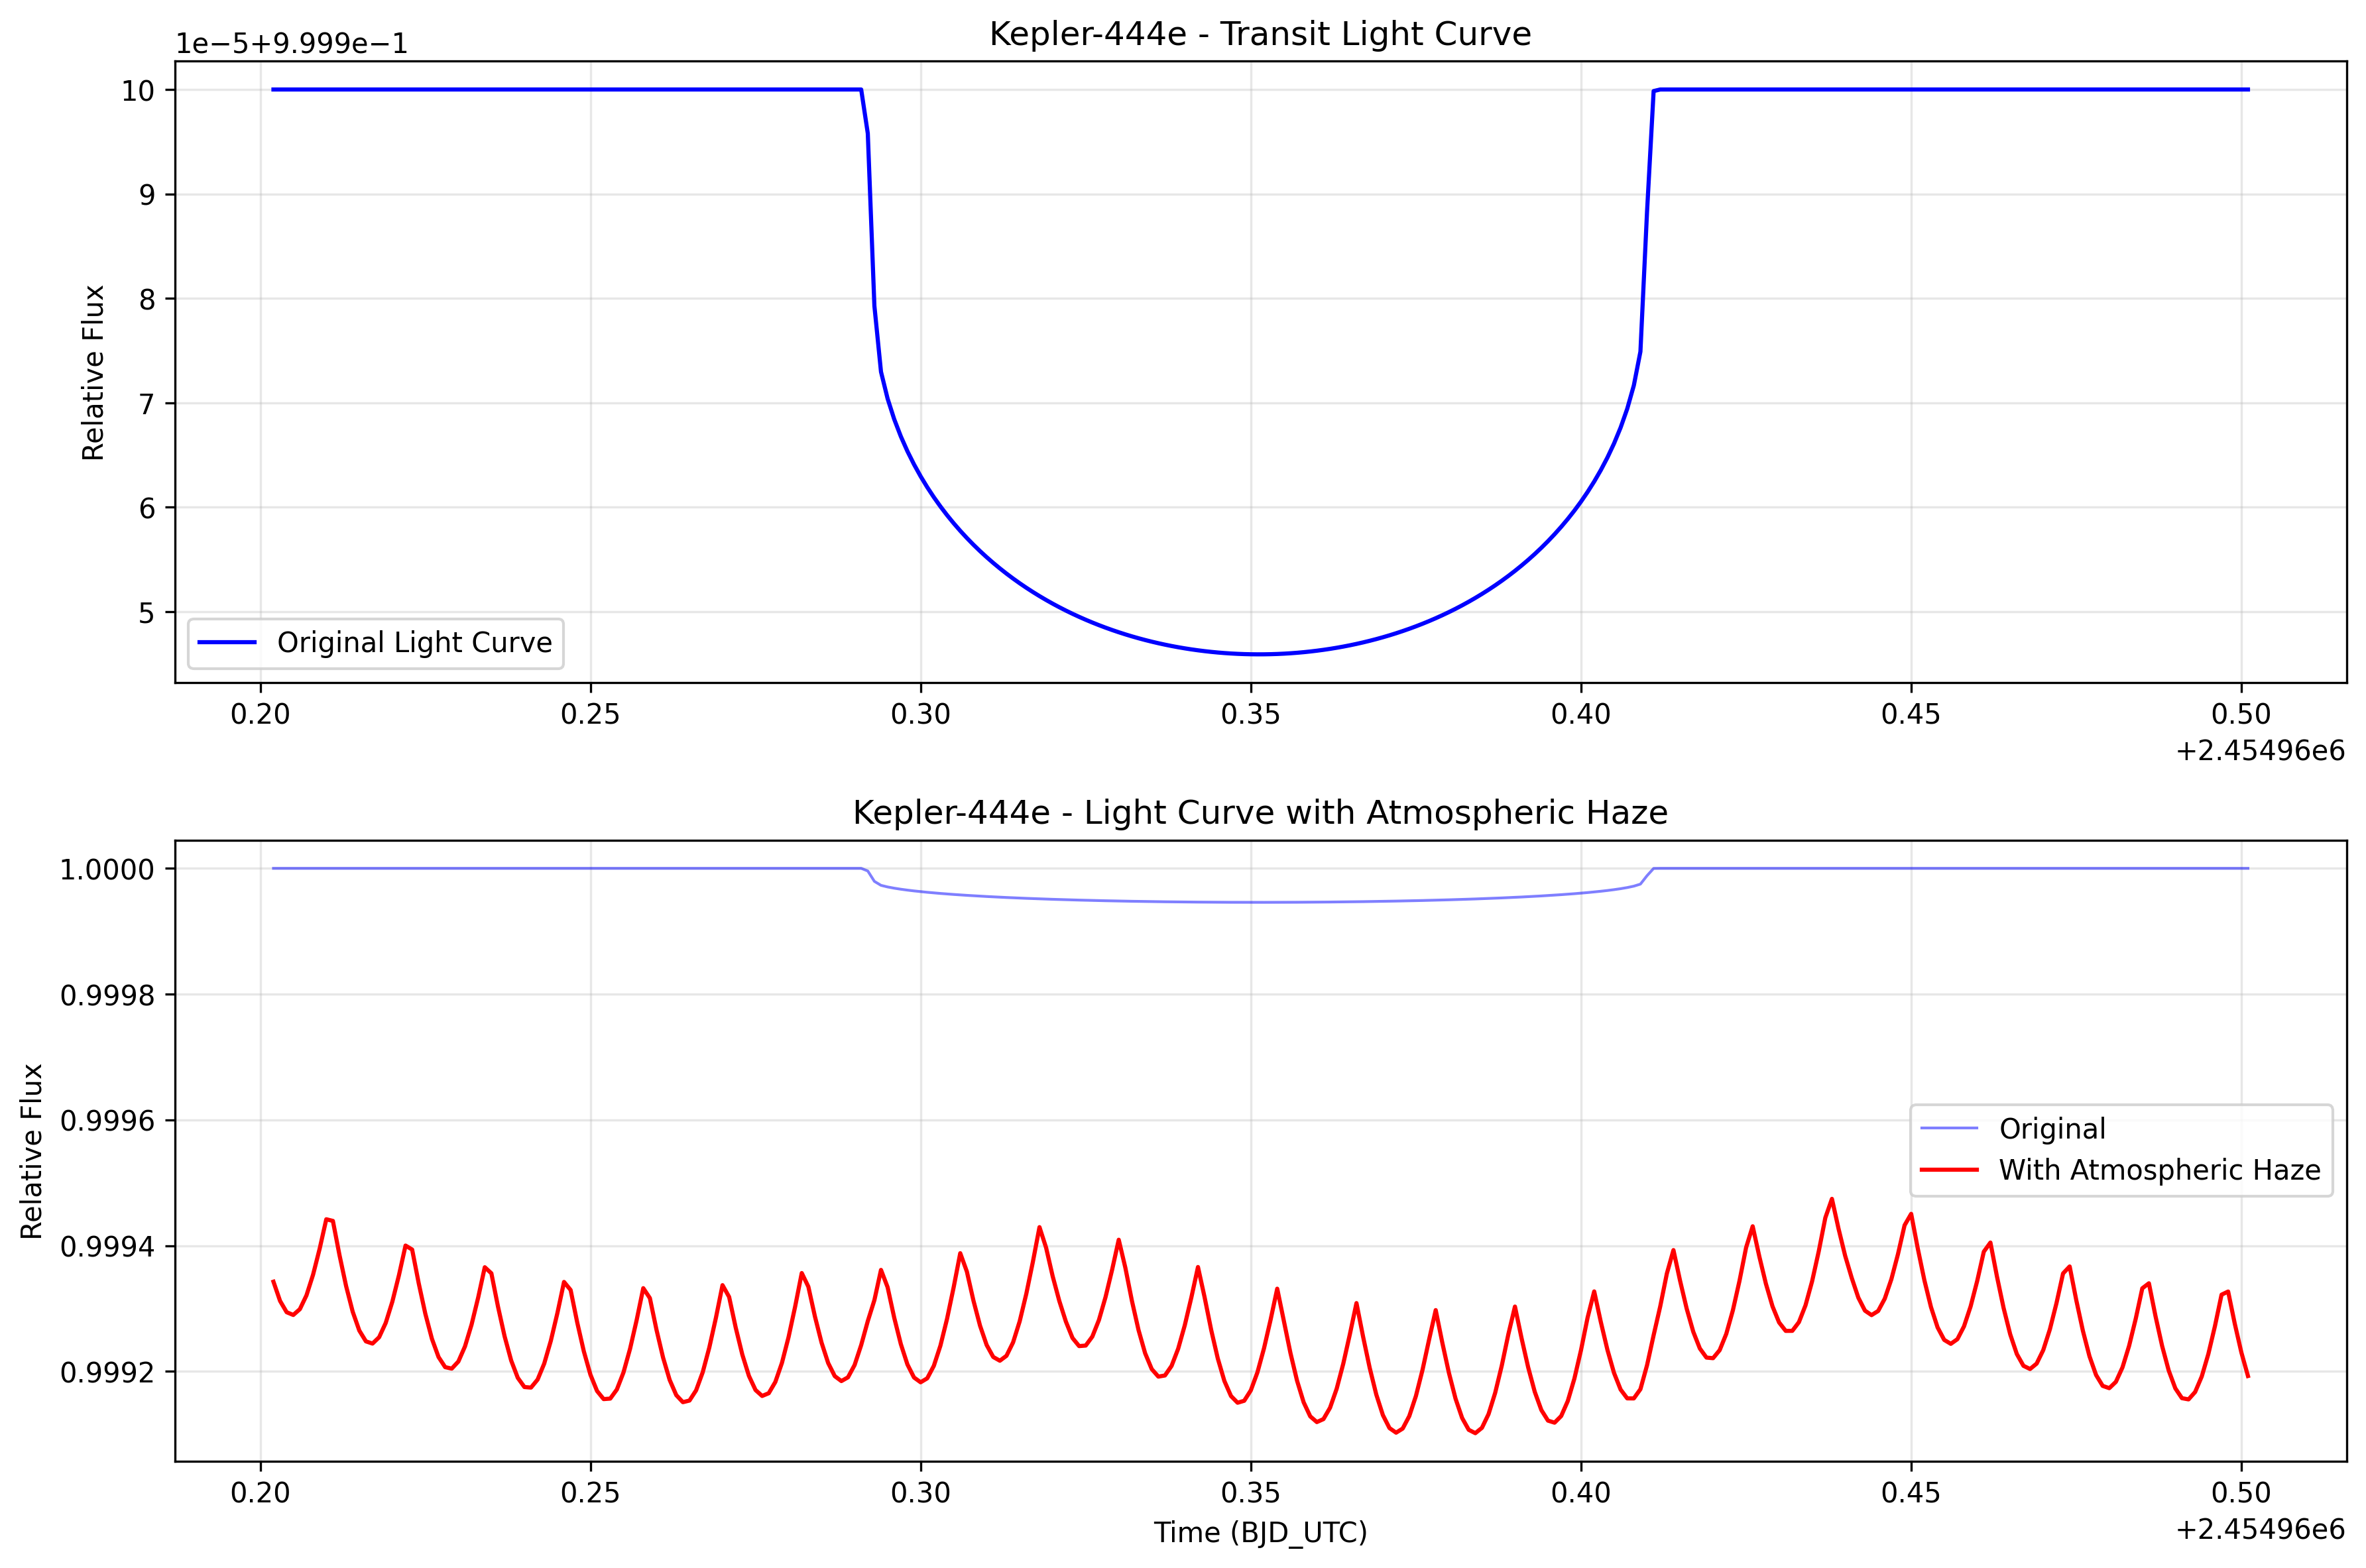 Kepler-444e - Transit Light Curve
1e−5+9.999e−1
10
9
8
7
6
5
Relative Flux
Original Light Curve
0.20 0.25 0.30 0.35 0.40 0.45 0.50
+2.45496e6
Kepler-444e - Light Curve with Atmospheric Haze
1.0000
0.9998
0.9996
0.9994
0.9992
Relative Flux
Original
With Atmospheric Haze
0.20 0.25 0.30 0.35 0.40 0.45 0.50
Time (BJD_UTC)
+2.45496e6